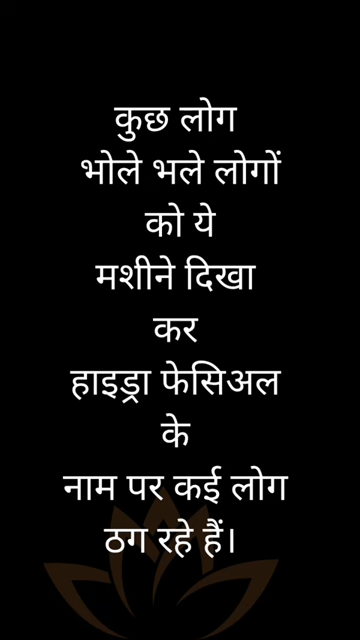 कुछ लोग
भोले भले लोगों
को ये
मशीने दिखा
कर
हाइड्रा फेसिअल
के
नाम पर कई लोग
ठग रहे हैं।